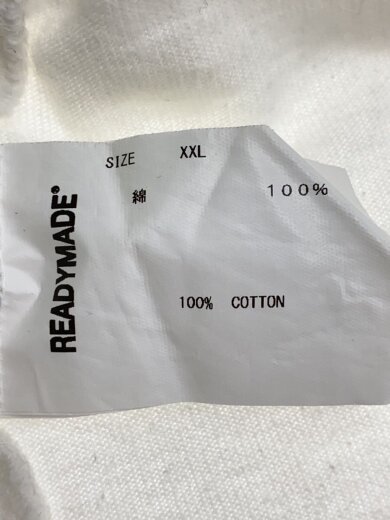 READYMADE®
SIZE XXL
綿 100%
100% COTTON